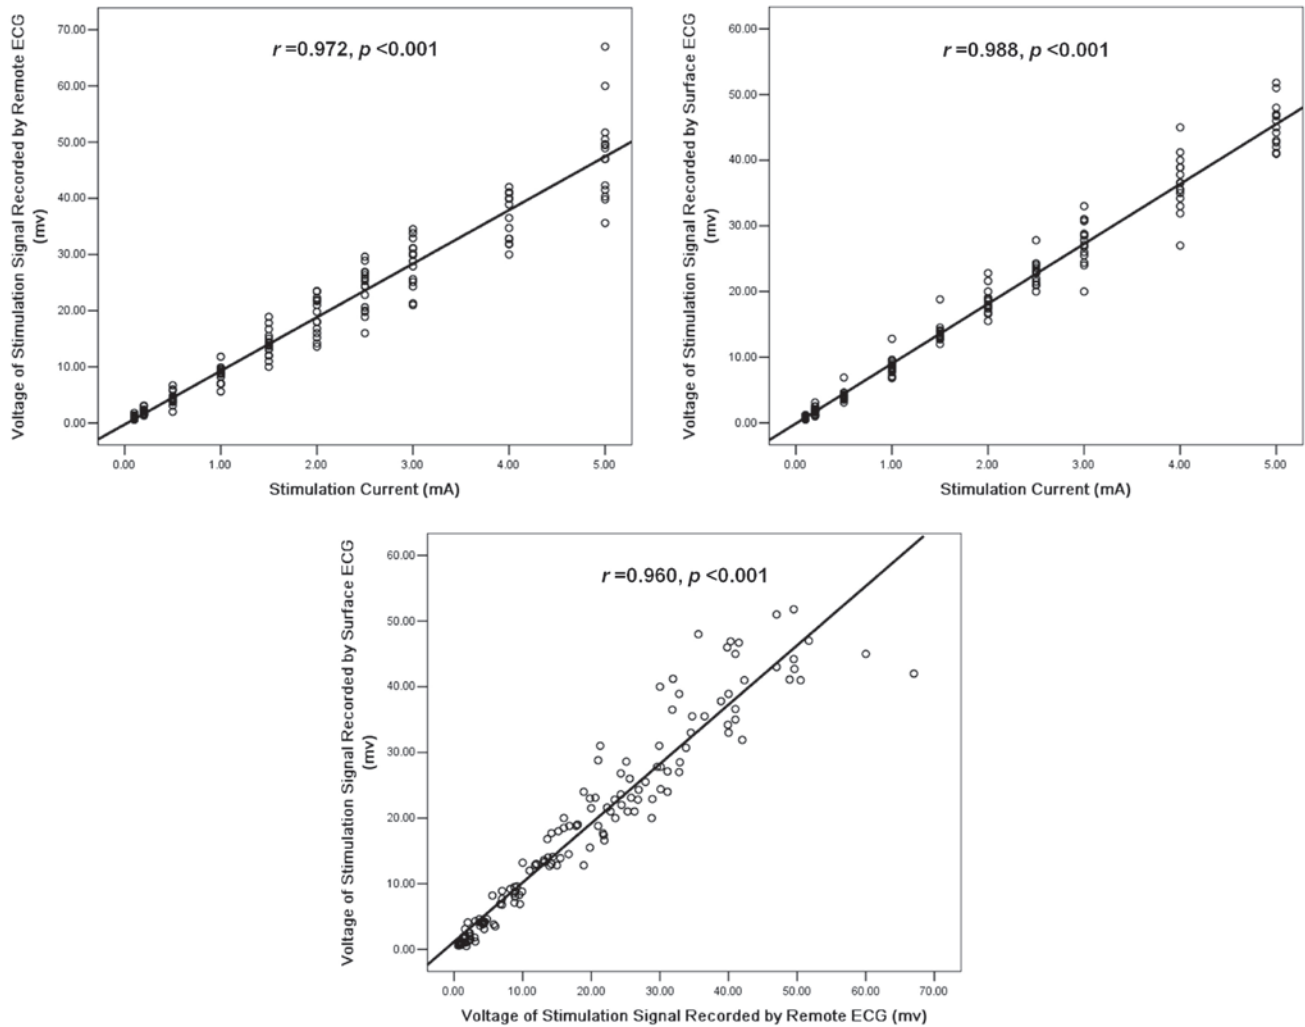 Voltage of Stimulation Signal Recorded by Remote ECG
(mv)
70.00
60.00
50.00
40.00
30.00
20.00
10.00
0.00
r =0.972, p <0.001
0.00 1.00 2.00 3.00 4.00 5.00
Stimulation Current (mA)
Voltage of Stimulation Signal Recorded by Surface ECG
(mv)
60.00
50.00
40.00
30.00
20.00
10.00
0.00
r =0.988, p <0.001
0.00 1.00 2.00 3.00 4.00 5.00
Stimulation Current (mA)
Voltage of Stimulation Signal Recorded by Surface ECG
(mv)
60.00
50.00
40.00
30.00
20.00
10.00
0.00
r =0.960, p <0.001
0.00 10.00 20.00 30.00 40.00 50.00 60.00 70.00
Voltage of Stimulation Signal Recorded by Remote ECG (mv)